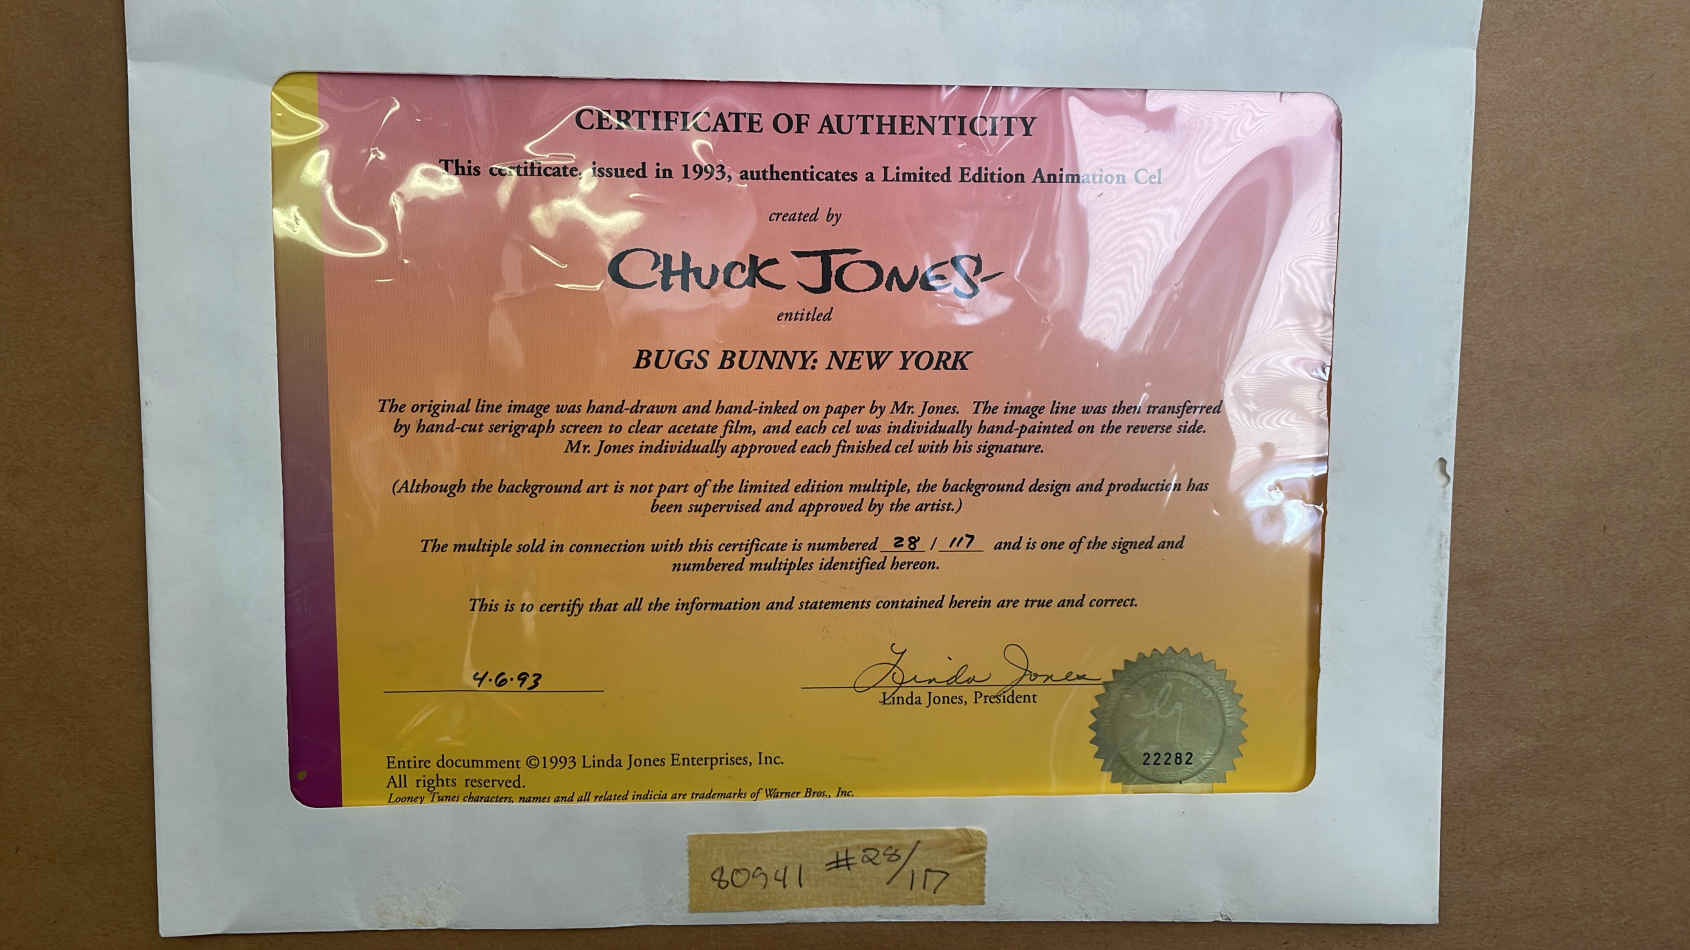 CERTIFICATE OF AUTHENTICITY
This certificate, issued in 1993, authenticates a Limited Edition Animation Cel
created by
CHUCK JONES
entitled
BUGS BUNNY: NEW YORK
The original line image was hand-drawn and hand-inked on paper by Mr. Jones. The image line was then transferred
by hand-cut serigraph screen to clear acetate film, and each cel was individually hand-painted on the reverse side.
Mr. Jones individually approved each finished cel with his signature.
(Although the background art is not part of the limited edition multiple, the background design and production has
been supervised and approved by the artist.)
The multiple sold in connection with this certificate is numbered 28 / 117 and is one of the signed and
numbered multiples identified hereon.
This is to certify that all the information and statements contained herein are true and correct.
4·6·93
Linda Jones
Linda Jones, President
22282
Entire documment ©1993 Linda Jones Enterprises, Inc.
All rights reserved.
Looney Tunes characters, names and all related indicia are trademarks of Warner Bros., Inc.
80941 #28/117